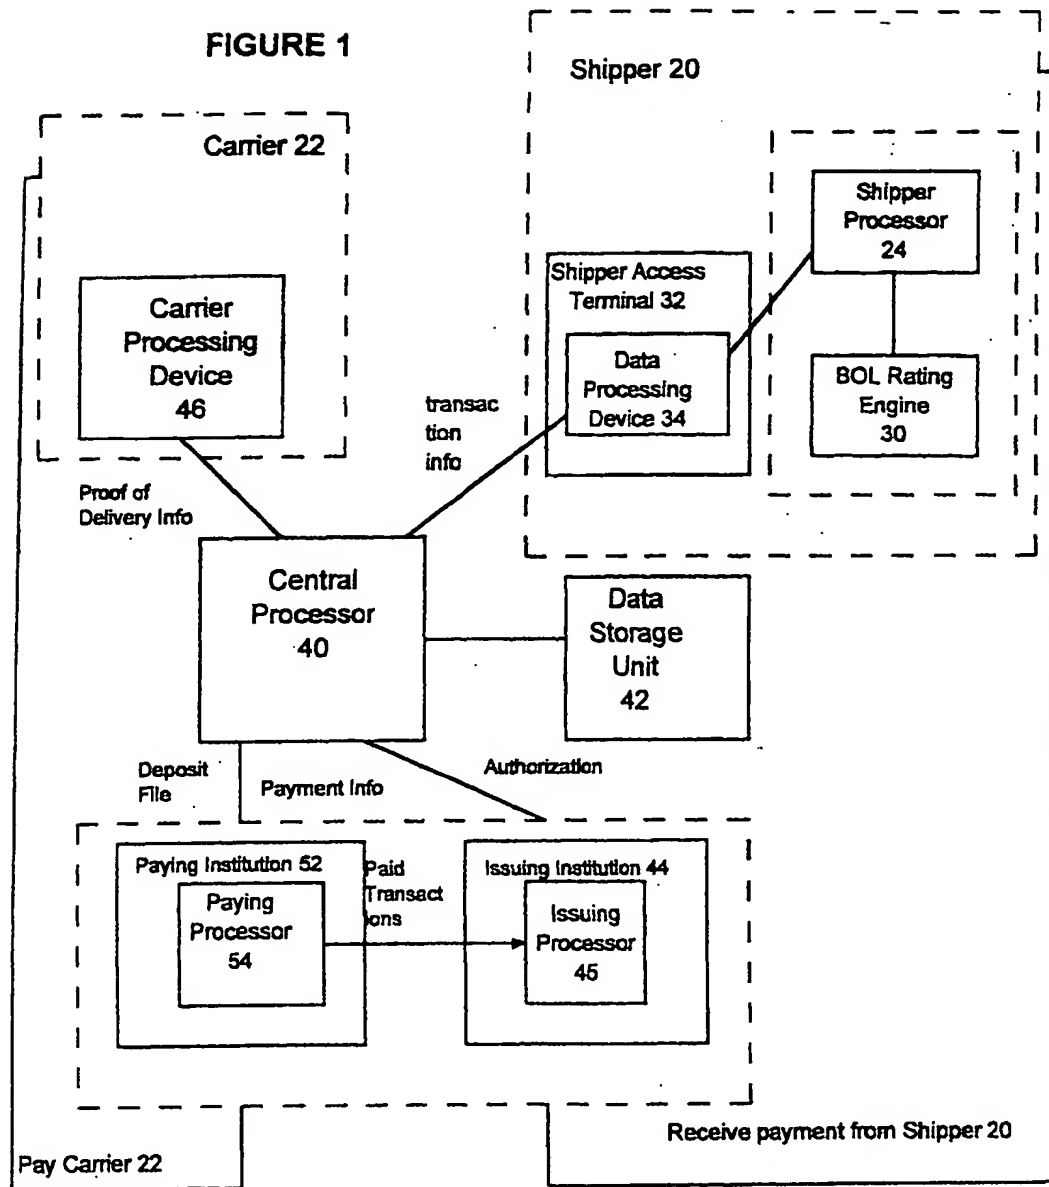 FIGURE 1
Shipper 20
Carrier 22
Shipper
Processor
24
Shipper Access
Terminal 32
Carrier
Processing
Device
46
Data
Processing
Device 34
BOL Rating
Engine
30
transac
tion
info
Proof of
Delivery Info
Central
Processor
40
Data
Storage
Unit
42
Deposit
File
Payment Info
Authorization
Paying Institution 52
Paid
Transact
ions
Issuing Institution 44
Paying
Processor
54
Issuing
Processor
45
Receive payment from Shipper 20
Pay Carrier 22